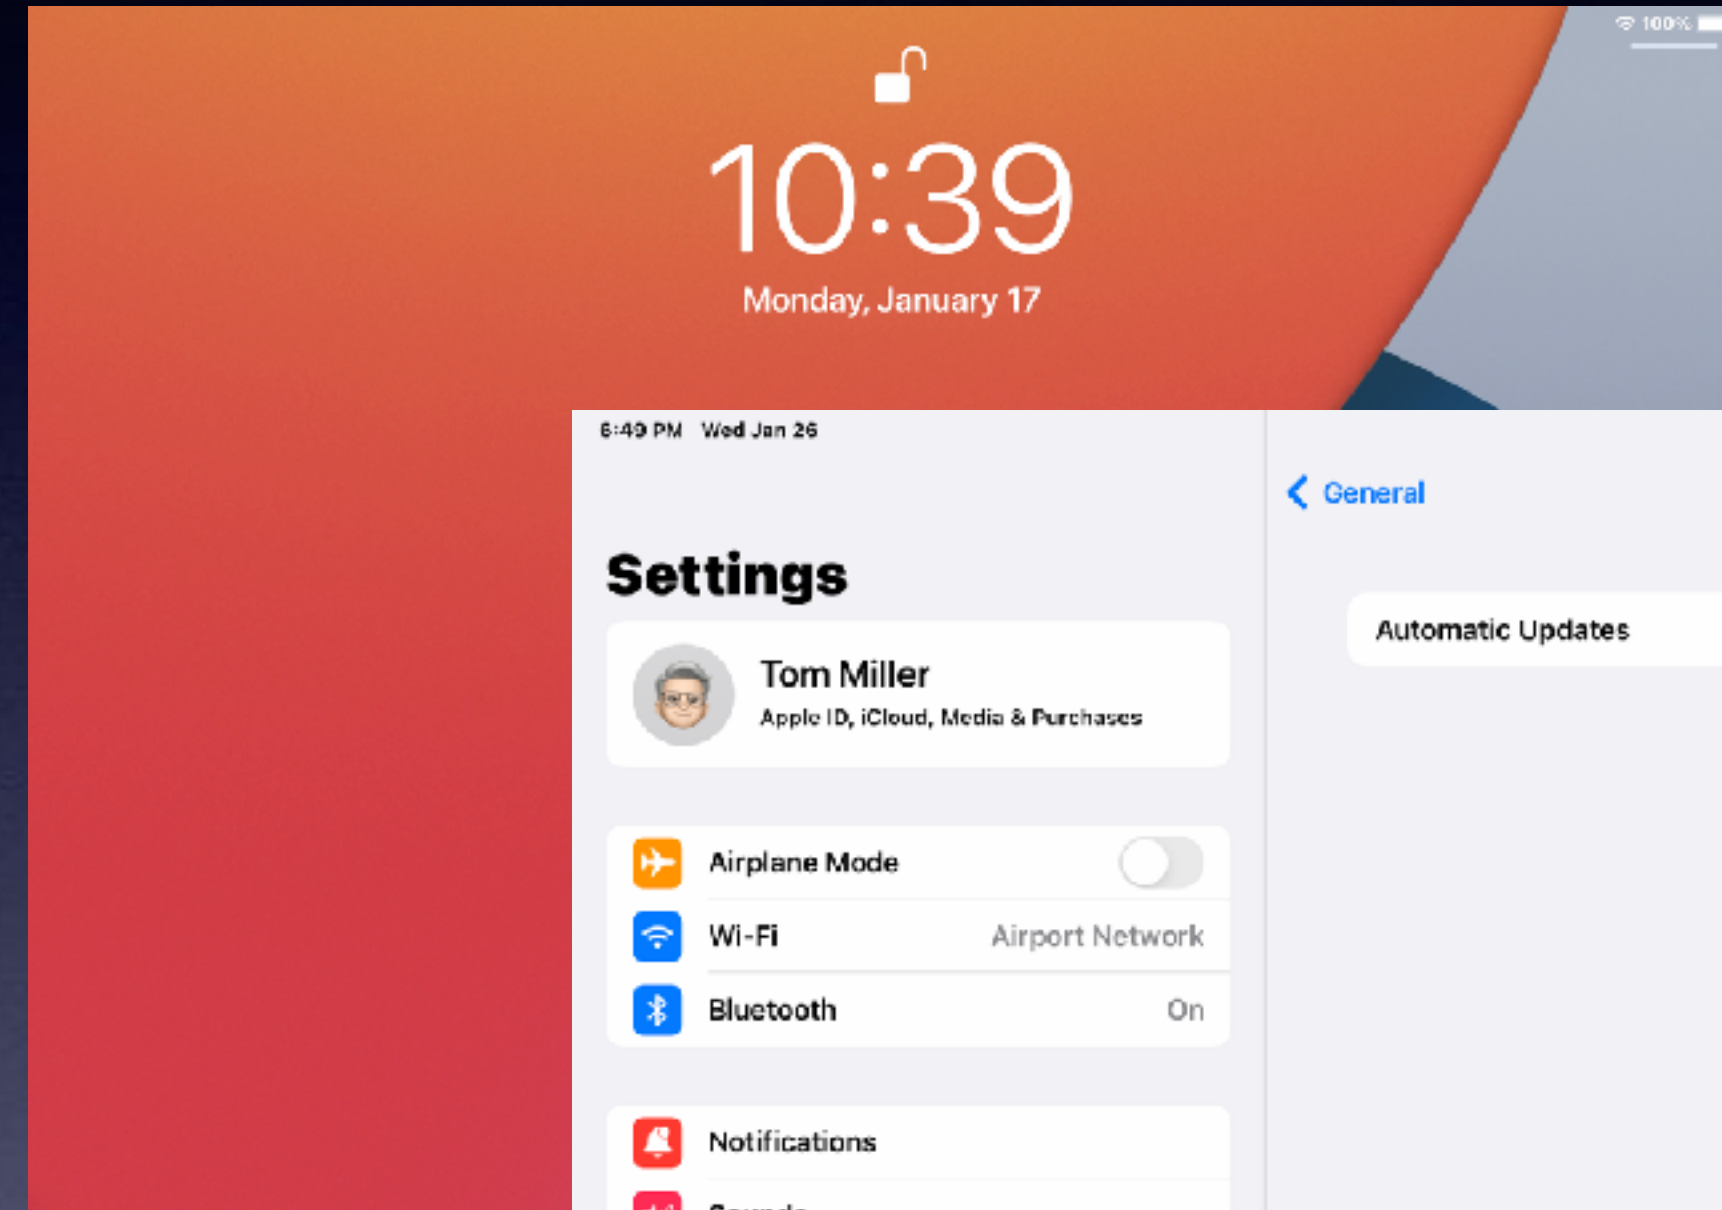 100%
10:39
Monday, January 17
6:49 PM Wed Jan 26
General
Settings
Automatic Updates
Tom Miller
Apple ID, iCloud, Media & Purchases
Airplane Mode
Wi-Fi Airport Network
Bluetooth On
Notifications
Sounds